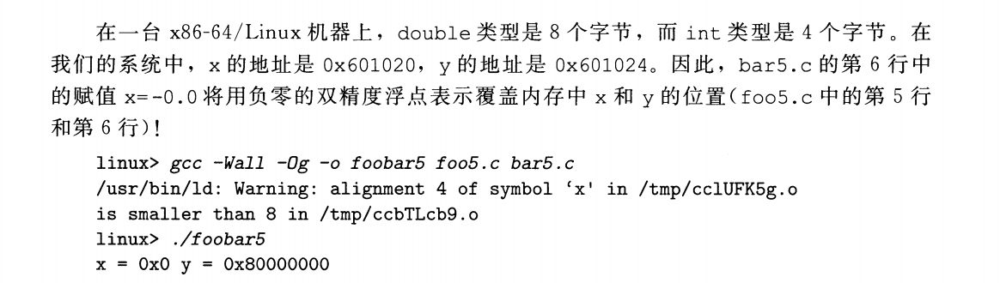 在一台 x86-64/Linux 机器上，double 类型是 8 个字节，而 int 类型是 4 个字节。在
我们的系统中，x 的地址是 0x601020，y 的地址是 0x601024。因此，bar5.c 的第 6 行中
的赋值 x=-0.0 将用负零的双精度浮点表示覆盖内存中 x 和 y 的位置(foo5.c 中的第 5 行
和第 6 行)!
linux> gcc -Wall -Og -o foobar5 foo5.c bar5.c
/usr/bin/ld: Warning: alignment 4 of symbol ‘x' in /tmp/cclUFK5g.o
is smaller than 8 in /tmp/ccbTLcb9.o
linux> ./foobar5
x = 0x0 y = 0x80000000